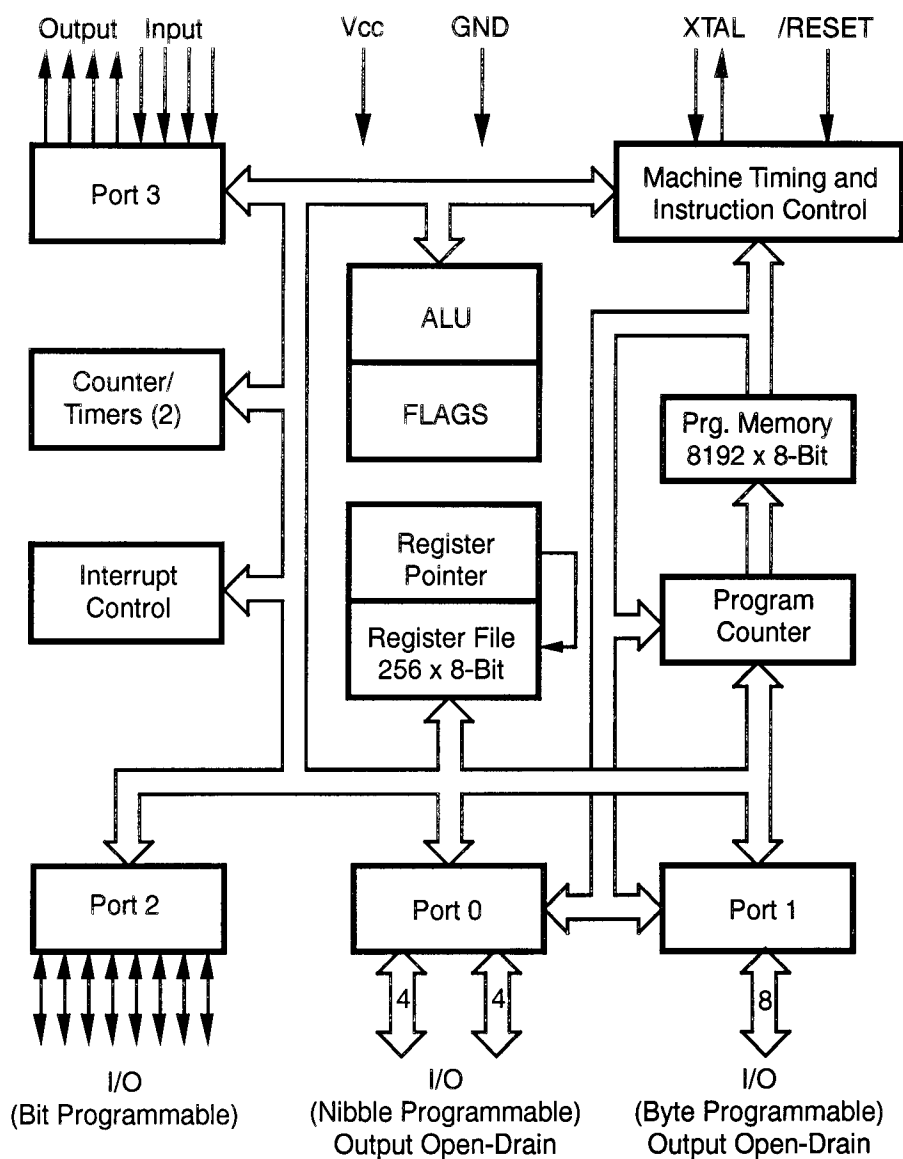 Output Input Vcc GND XTAL /RESET
Port 3
Machine Timing and
Instruction Control
ALU
FLAGS
Counter/
Timers (2)
Prg. Memory
8192 x 8-Bit
Register
Pointer
Interrupt
Control
Program
Counter
Register File
256 x 8-Bit
Port 2
Port 0
Port 1
4
4
8
I/O
(Bit Programmable)
I/O
(Nibble Programmable)
Output Open-Drain
I/O
(Byte Programmable)
Output Open-Drain